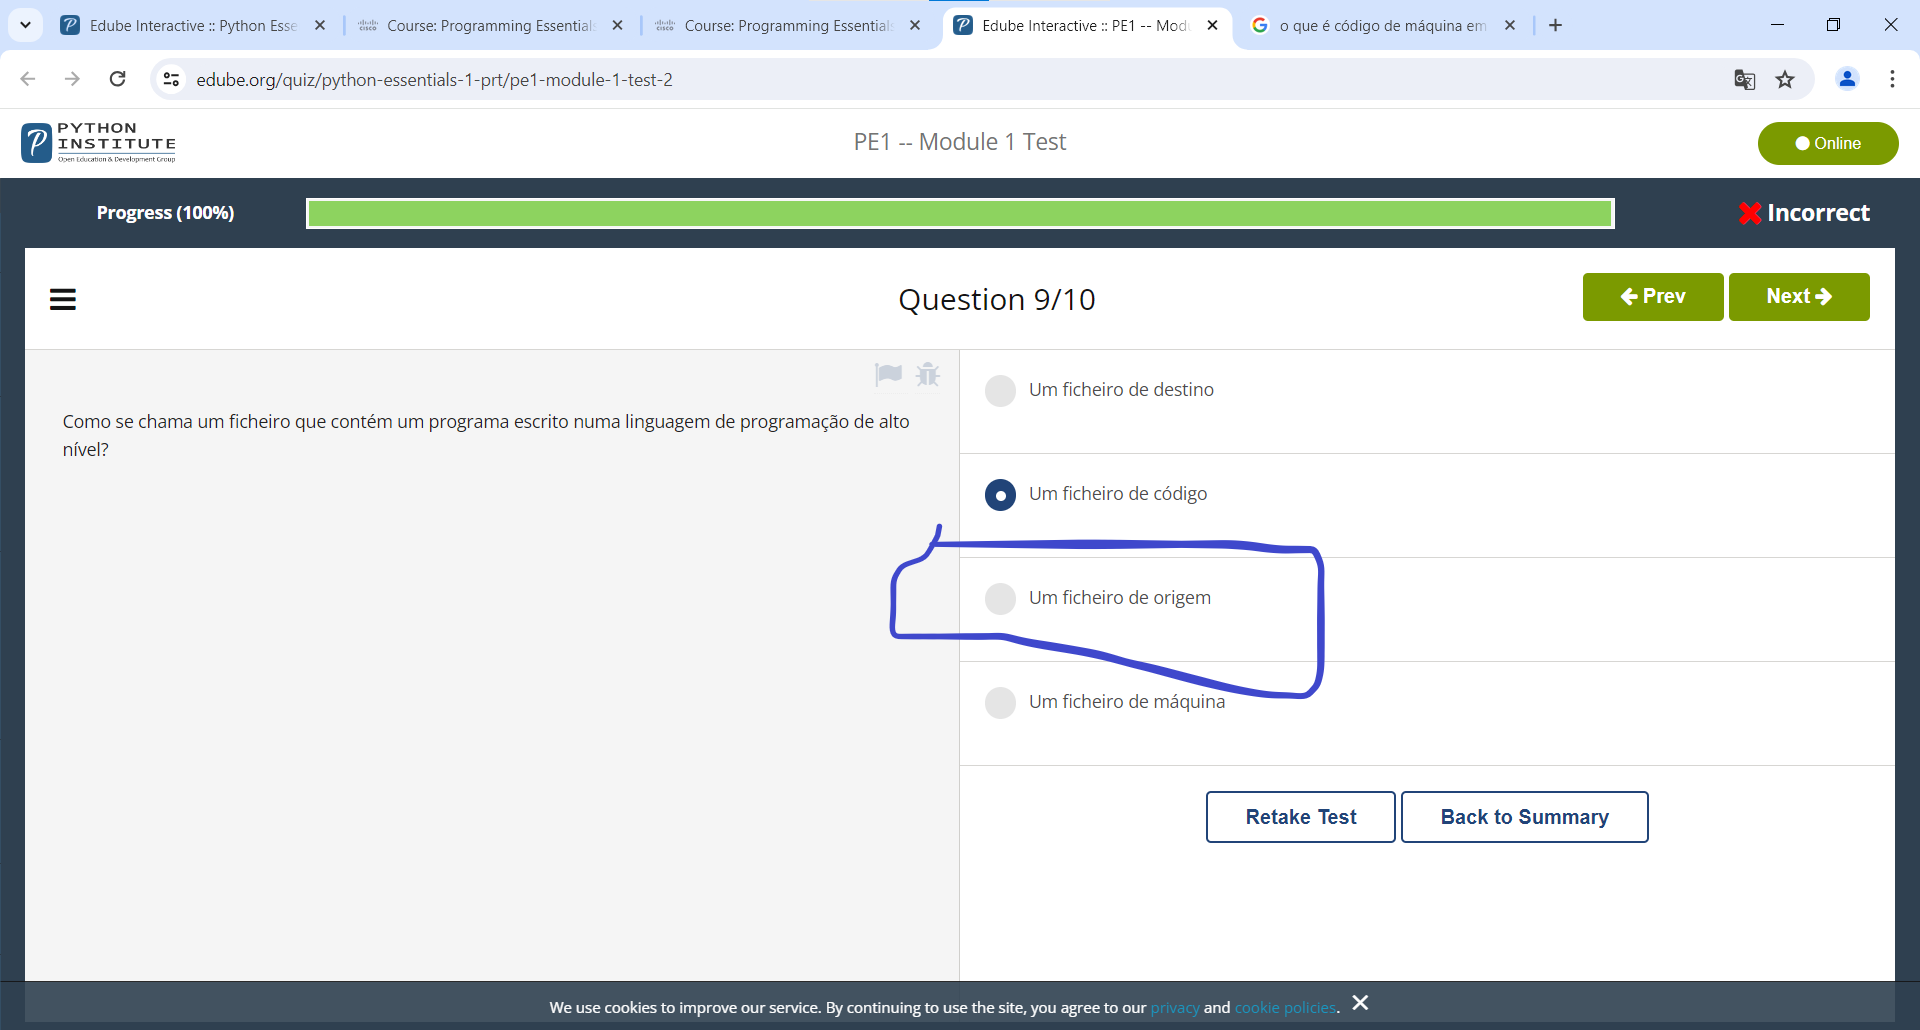 Edube Interactive :: Python Esse
Course: Programming Essentials
Course: Programming Essentials
Edube Interactive :: PE1 -- Modu
o que é código de máquina em
edube.org/quiz/python-essentials-1-prt/pe1-module-1-test-2
PYTHON
INSTITUTE
Open Education & Development Group
PE1 -- Module 1 Test
Online
Progress (100%)
Incorrect
Question 9/10
Prev
Next
Como se chama um ficheiro que contém um programa escrito numa linguagem de programação de alto
nível?
Um ficheiro de destino
Um ficheiro de código
Um ficheiro de origem
Um ficheiro de máquina
Retake Test
Back to Summary
We use cookies to improve our service. By continuing to use the site, you agree to our privacy and cookie policies.